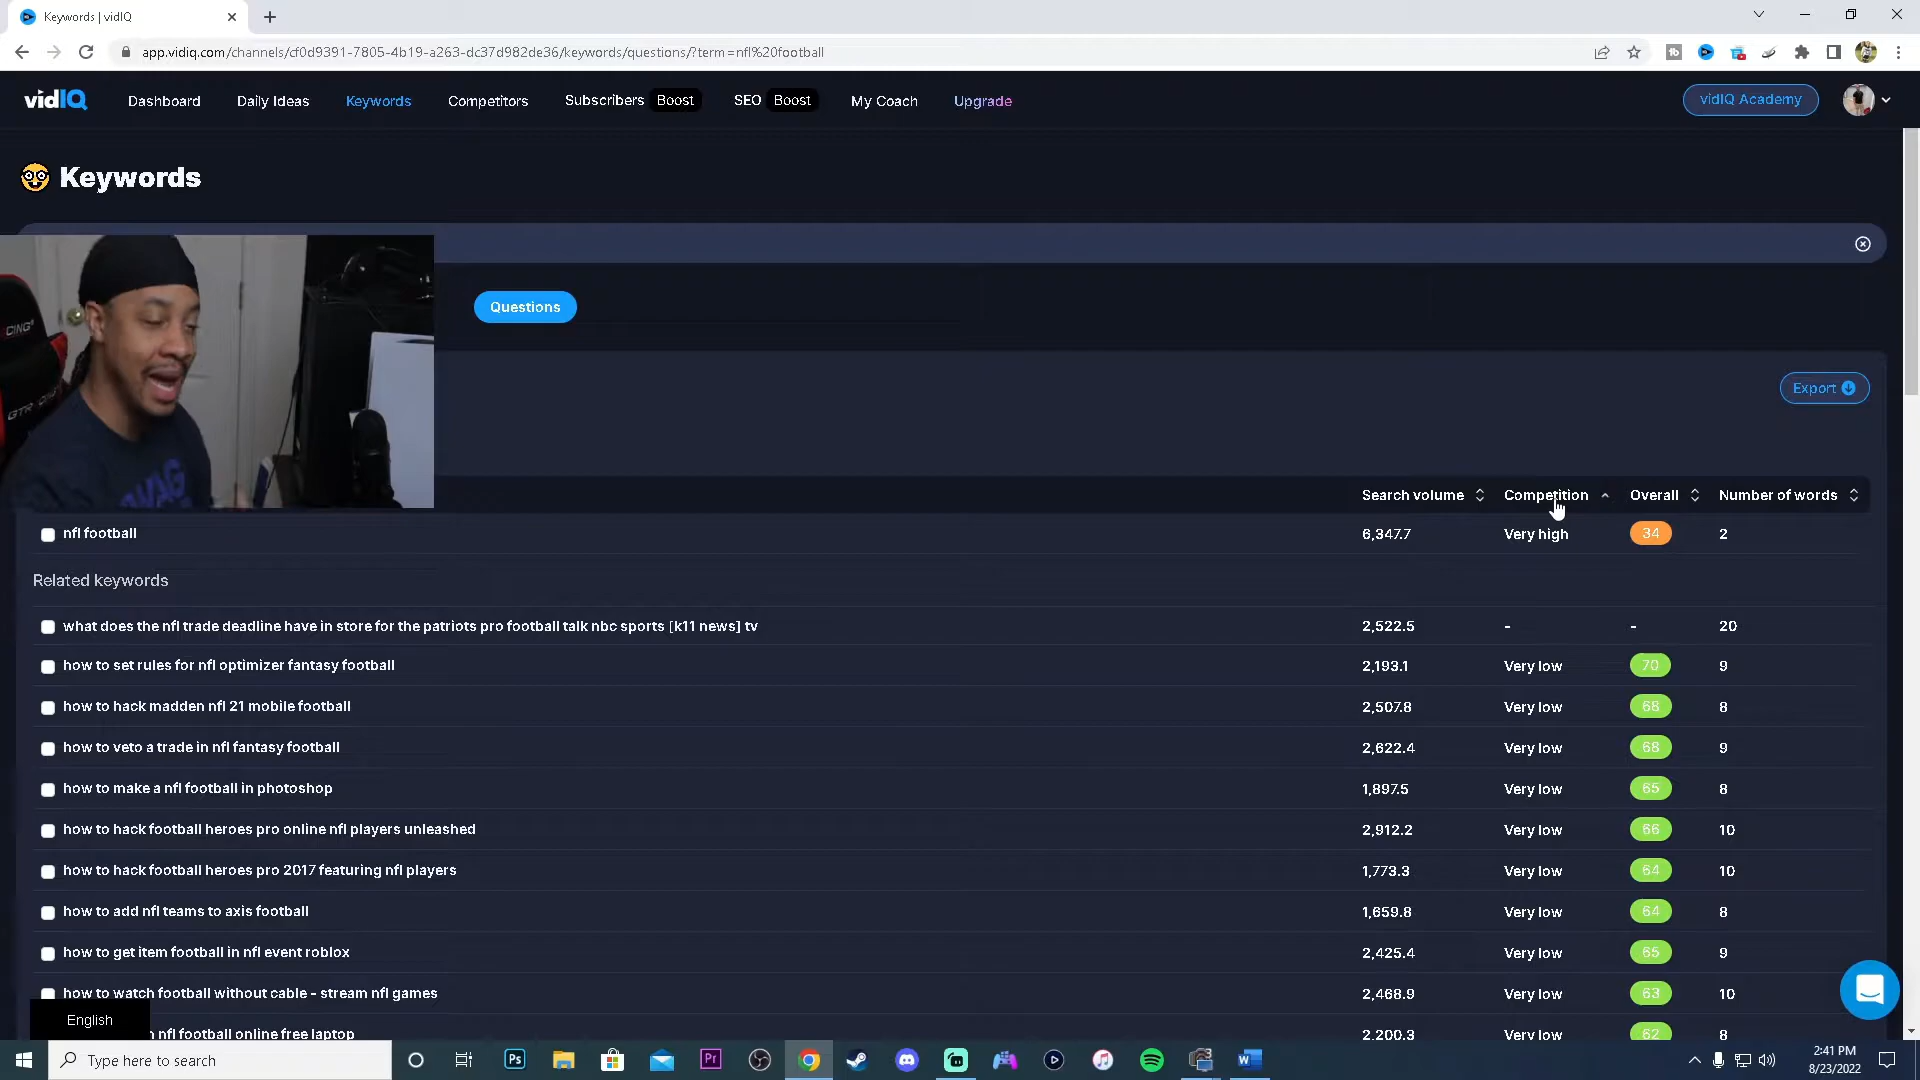 Keywords | vidIQ
app.vidiq.com/channels/cf0d9391-7805-4b19-a263-dc37d982de36/keywords/questions/?term=nfl%20football
vidIQ Dashboard Daily Ideas Keywords Competitors Subscribers Boost SEO Boost My Coach Upgrade vidIQ Academy
Keywords
Questions
Export
Search volume Competition Overall Number of words
nfl football 6,347.7 Very high 34 2
Related keywords
what does the nfl trade deadline have in store for the patriots pro football talk nbc sports [k11 news] tv 2,522.5 - - 20
how to set rules for nfl optimizer fantasy football 2,193.1 Very low 70 9
how to hack madden nfl 21 mobile football 2,507.8 Very low 68 8
how to veto a trade in nfl fantasy football 2,622.4 Very low 68 9
how to make a nfl football in photoshop 1,897.5 Very low 65 8
how to hack football heroes pro online nfl players unleashed 2,912.2 Very low 66 10
how to hack football heroes pro 2017 featuring nfl players 1,773.3 Very low 64 10
how to add nfl teams to axis football 1,659.8 Very low 64 8
how to get item football in nfl event roblox 2,425.4 Very low 65 9
how to watch football without cable - stream nfl games 2,468.9 Very low 63 10
nfl football online free laptop 2,200.3 Very low 62 8
English
Type here to search
Ps
Pr
2:41 PM
8/23/2022